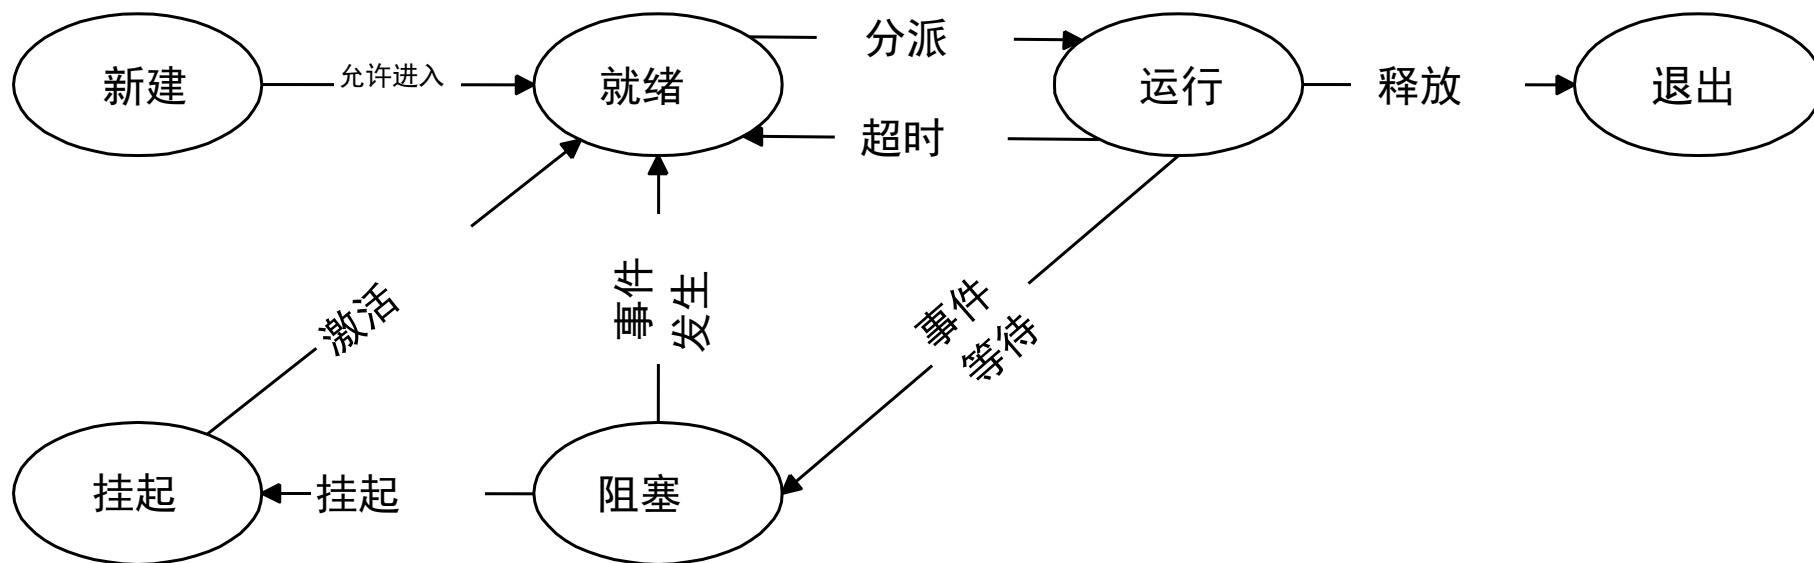 新建
允许进入
就绪
分派
超时
运行
释放
退出
激活
事件
发生
事件
等待
挂起
挂起
阻塞